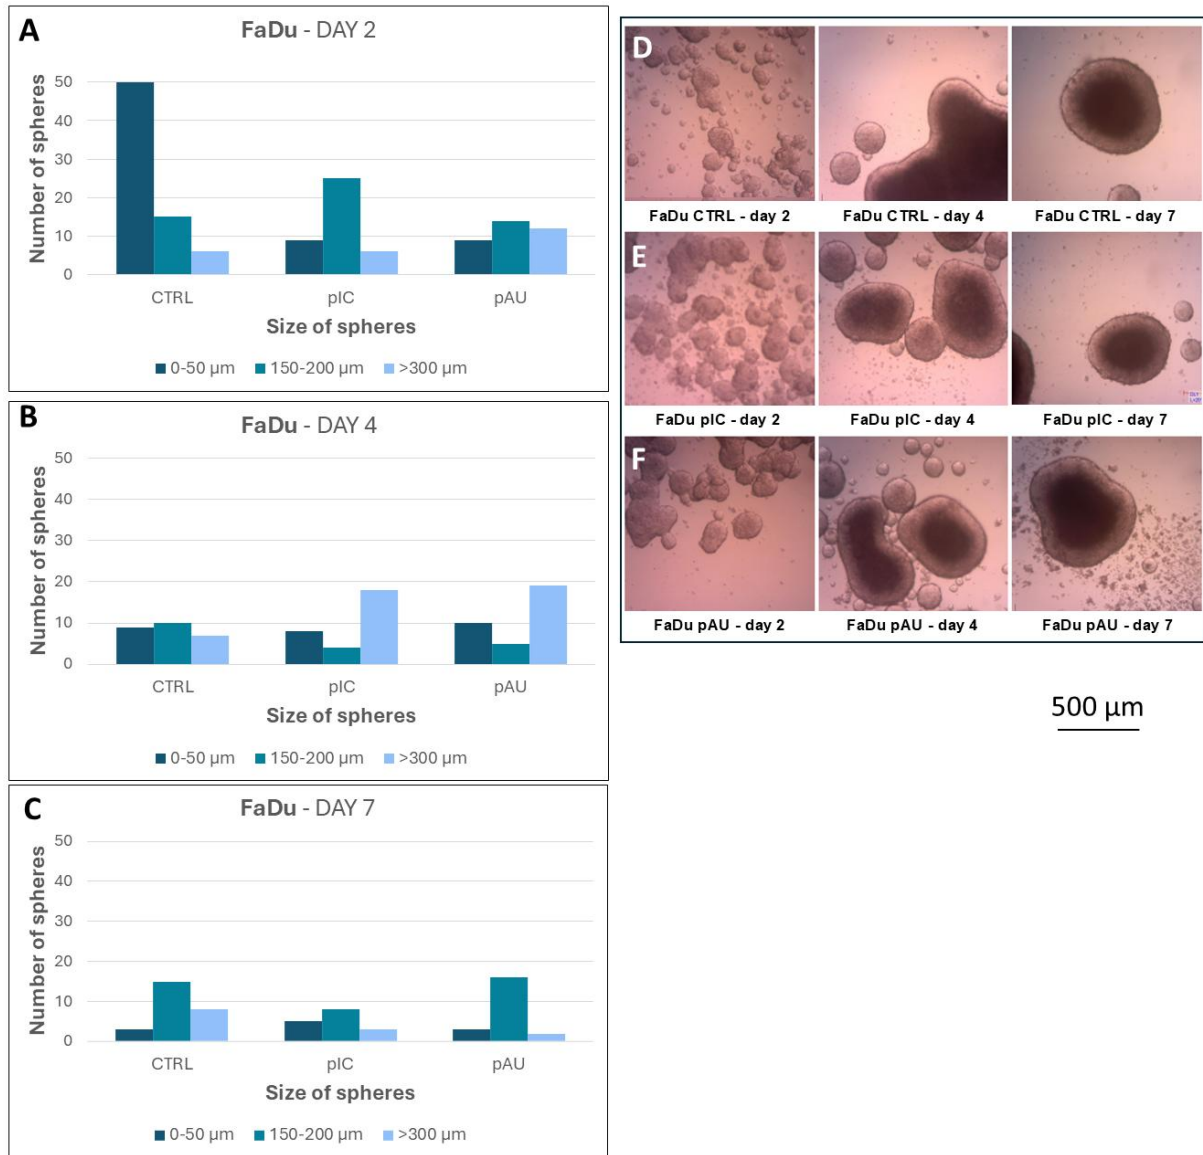 A
FaDu - DAY 2
Number of spheres
50
40
30
20
10
0
CTRL pIC pAU
Size of spheres
0-50 µm 150-200 µm >300 µm
B
FaDu - DAY 4
Number of spheres
50
40
30
20
10
0
CTRL pIC pAU
Size of spheres
0-50 µm 150-200 µm >300 µm
C
FaDu - DAY 7
Number of spheres
50
40
30
20
10
0
CTRL pIC pAU
Size of spheres
0-50 µm 150-200 µm >300 µm
D
FaDu CTRL - day 2 FaDu CTRL - day 4 FaDu CTRL - day 7
E
FaDu pIC - day 2 FaDu pIC - day 4 FaDu pIC - day 7
F
FaDu pAU - day 2 FaDu pAU - day 4 FaDu pAU - day 7
500 µm